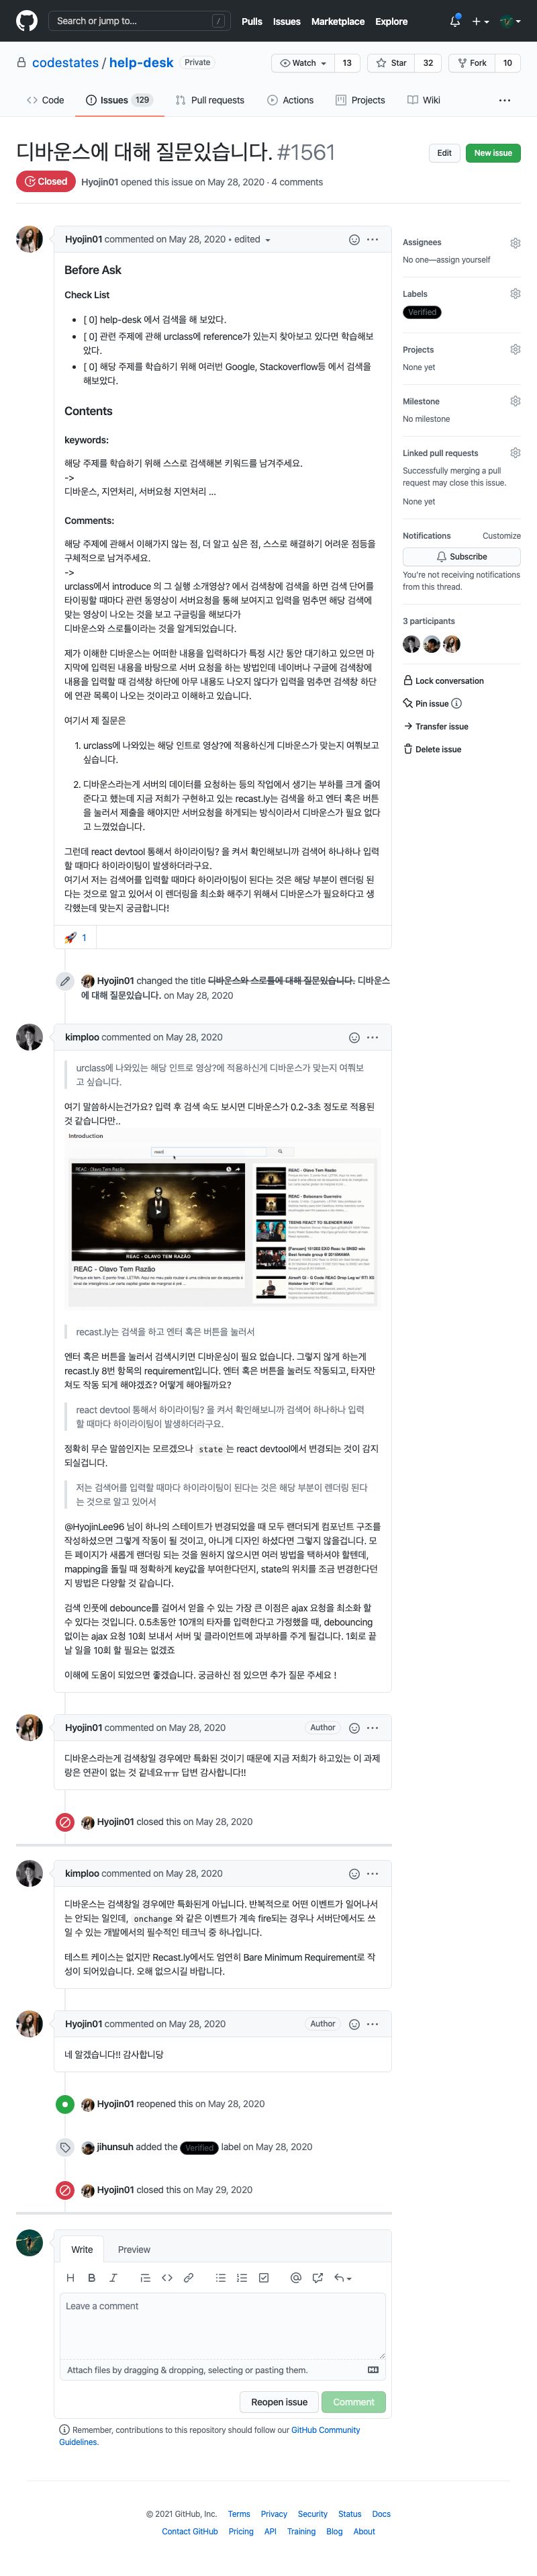 Search or jump to... /
Pulls Issues Marketplace Explore
codestates / help-desk Private
Watch 13 Star 32 Fork 10
Code Issues 129 Pull requests Actions Projects Wiki
디바운스에 대해 질문있습니다. #1561
Edit New issue
Closed Hyojin01 opened this issue on May 28, 2020 · 4 comments
Hyojin01 commented on May 28, 2020 • edited
Before Ask
Check List
[ 0] help-desk 에서 검색을 해 보았다.
[ 0] 관련 주제에 관해 urclass에 reference가 있는지 찾아보고 있다면 학습해보
았다.
[ 0] 해당 주제를 학습하기 위해 여러번 Google, Stackoverflow등 에서 검색을
해보았다.
Contents
keywords:
해당 주제를 학습하기 위해 스스로 검색해본 키워드를 남겨주세요.
->
디바운스, 지연처리, 서버요청 지연처리 ...
Comments:
해당 주제에 관해서 이해가지 않는 점, 더 알고 싶은 점, 스스로 해결하기 어려운 점등을
구체적으로 남겨주세요.
->
urclass에서 introduce 의 그 실행 소개영상? 에서 검색창에 검색을 하면 검색 단어를
타이핑할 때마다 관련 동영상이 서버요청을 통해 보여지고 입력을 멈추면 해당 검색에
맞는 영상이 나오는 것을 보고 구글링을 해보다가
디바운스와 스로틀이라는 것을 알게되었습니다.
제가 이해한 디바운스는 어떠한 내용을 입력하다가 특정 시간 동안 대기하고 있으면 마
지막에 입력된 내용을 바탕으로 서버 요청을 하는 방법인데 네이버나 구글에 검색창에
내용을 입력할 때 검색창 하단에 아무 내용도 나오지 않다가 입력을 멈추면 검색창 하단
에 연관 목록이 나오는 것이라고 이해하고 있습니다.
여기서 제 질문은
1. urclass에 나와있는 해당 인트로 영상?에 적용하신게 디바운스가 맞는지 여쭤보고
싶습니다.
2. 디바운스라는게 서버의 데이터를 요청하는 등의 작업에서 생기는 부하를 크게 줄여
준다고 했는데 지금 저희가 구현하고 있는 recast.ly는 검색을 하고 엔터 혹은 버튼
을 눌러서 제출을 해야지만 서버요청을 하게되는 방식이라서 디바운스가 필요 없다
고 느꼈었습니다.
그런데 react devtool 통해서 하이라이팅? 을 켜서 확인해보니까 검색어 하나하나 입력
할 때마다 하이라이팅이 발생하더라구요.
여기서 저는 검색어를 입력할 때마다 하이라이팅이 된다는 것은 해당 부분이 렌더링 된
다는 것으로 알고 있어서 이 렌더링을 최소화 해주기 위해서 디바운스가 필요하다고 생
각했는데 맞는지 궁금합니다!
🚀 1
Hyojin01 changed the title 디바운스와 스로틀에 대해 질문있습니다. 디바운스
에 대해 질문있습니다. on May 28, 2020
kimploo commented on May 28, 2020
urclass에 나와있는 해당 인트로 영상?에 적용하신게 디바운스가 맞는지 여쭤보
고 싶습니다.
여기 말씀하시는건가요? 입력 후 검색 속도 보시면 디바운스가 0.2-3초 정도로 적용된
것 같습니다만..
Introduction
react
REAC - Olavo Tem Razão
REAC - Olavo Tem Razão
REAC - Olavo Tem Razão
REAC - Bolsonaro Guerreiro
TEENS REACT TO SLENDER MAN
recast.ly는 검색을 하고 엔터 혹은 버튼을 눌러서
엔터 혹은 버튼을 눌러서 검색시키면 디바운싱이 필요 없습니다. 그렇지 않게 하는게
recast.ly 8번 항목의 requirement입니다. 엔터 혹은 버튼을 눌러도 작동되고, 타자만
쳐도 작동 되게 해야겠죠? 어떻게 해야될까요?
react devtool 통해서 하이라이팅? 을 켜서 확인해보니까 검색어 하나하나 입력
할 때마다 하이라이팅이 발생하더라구요.
정확히 무슨 말씀인지는 모르겠으나 state 는 react devtool에서 변경되는 것이 감지
되실겁니다.
저는 검색어를 입력할 때마다 하이라이팅이 된다는 것은 해당 부분이 렌더링 된다
는 것으로 알고 있어서
@HyojinLee96 님이 하나의 스테이트가 변경되었을 때 모두 랜더되게 컴포넌트 구조를
작성하셨으면 그렇게 작동이 될 것이고, 아니게 디자인 하셨다면 그렇지 않을겁니다. 모
든 페이지가 새롭게 랜더링 되는 것을 원하지 않으시면 여러 방법을 택하셔야 할텐데,
mapping을 돌릴 때 정확하게 key값을 부여한다던지, state의 위치를 조금 변경한다던
지 방법은 다양할 것 같습니다.
검색 인풋에 debounce를 걸어서 얻을 수 있는 가장 큰 이점은 ajax 요청을 최소화 할
수 있다는 것입니다. 0.5초동안 10개의 타자를 입력한다고 가정했을 때, debouncing
없이는 ajax 요청 10회 보내서 서버 및 클라이언트에 과부하를 주게 될겁니다. 1회로 끝
날 일을 10회 할 필요는 없겠죠
이해에 도움이 되었으면 좋겠습니다. 궁금하신 점 있으면 추가 질문 주세요 !
Hyojin01 commented on May 28, 2020 Author
디바운스라는게 검색창일 경우에만 특화된 것이기 때문에 지금 저희가 하고있는 이 과제
랑은 연관이 없는 것 같네요ㅠㅠ 답변 감사합니다!!
Hyojin01 closed this on May 28, 2020
kimploo commented on May 28, 2020
디바운스는 검색창일 경우에만 특화된게 아닙니다. 반복적으로 어떤 이벤트가 일어나서
는 안되는 일인데, onchange 와 같은 이벤트가 계속 fire되는 경우나 서버단에서도 쓰
일 수 있는 개발에서의 필수적인 테크닉 중 하나입니다.
테스트 케이스는 없지만 Recast.ly에서도 엄연히 Bare Minimum Requirement로 작
성이 되어있습니다. 오해 없으시길 바랍니다.
Hyojin01 commented on May 28, 2020 Author
네 알겠습니다!! 감사합니당
Hyojin01 reopened this on May 28, 2020
jihunsuh added the Verified label on May 28, 2020
Hyojin01 closed this on May 29, 2020
Write Preview
Leave a comment
Attach files by dragging & dropping, selecting or pasting them.
Reopen issue Comment
Remember, contributions to this repository should follow our GitHub Community
Guidelines.
Assignees
No one—assign yourself
Labels
Verified
Projects
None yet
Milestone
No milestone
Linked pull requests
Successfully merging a pull
request may close this issue.
None yet
Notifications Customize
Subscribe
You're not receiving notifications
from this thread.
3 participants
Lock conversation
Pin issue
Transfer issue
Delete issue
© 2021 GitHub, Inc. Terms Privacy Security Status Docs
Contact GitHub Pricing API Training Blog About